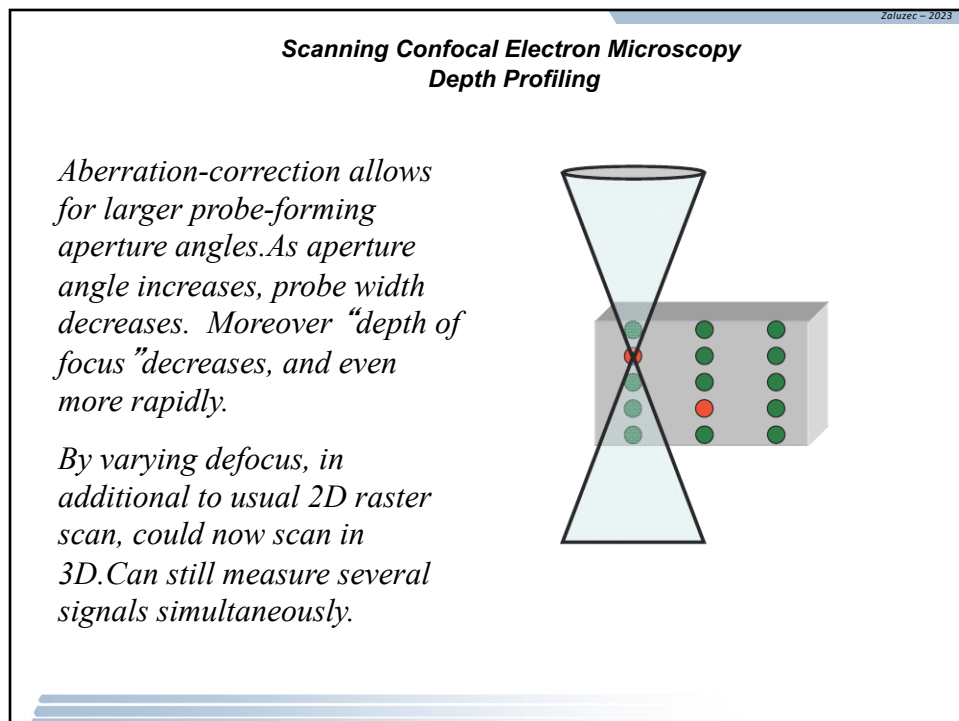 Zaluzec – 2023
Scanning Confocal Electron Microscopy
Depth Profiling
Aberration-correction allows
for larger probe-forming
aperture angles.As aperture
angle increases, probe width
decreases.  Moreover “depth of
focus”decreases, and even
more rapidly.
By varying defocus, in
additional to usual 2D raster
scan, could now scan in
3D.Can still measure several
signals simultaneously.